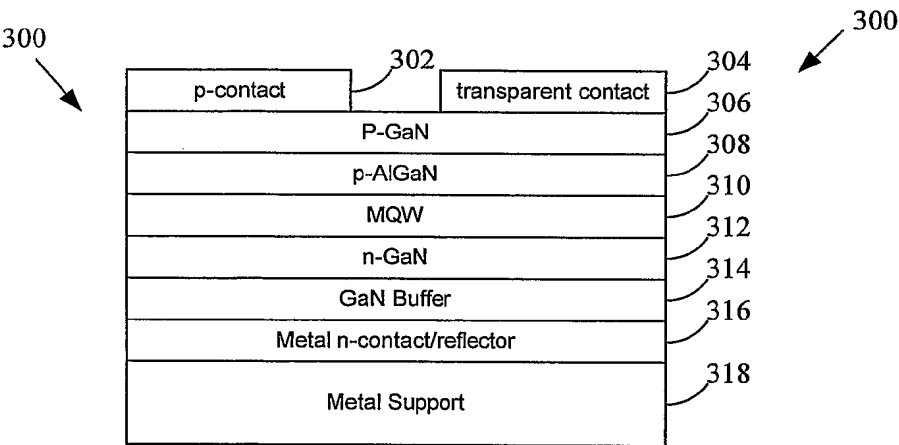 300
300
302
304
p-contact
transparent contact
306
P-GaN
308
p-AlGaN
310
MQW
312
n-GaN
314
GaN Buffer
316
Metal n-contact/reflector
318
Metal Support